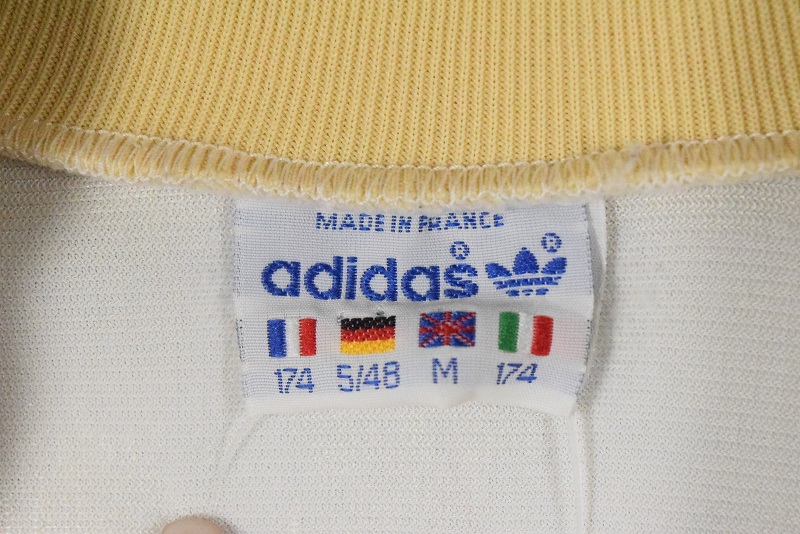 MADE IN FRANCE
adidas® ®
174 5/48 M 174